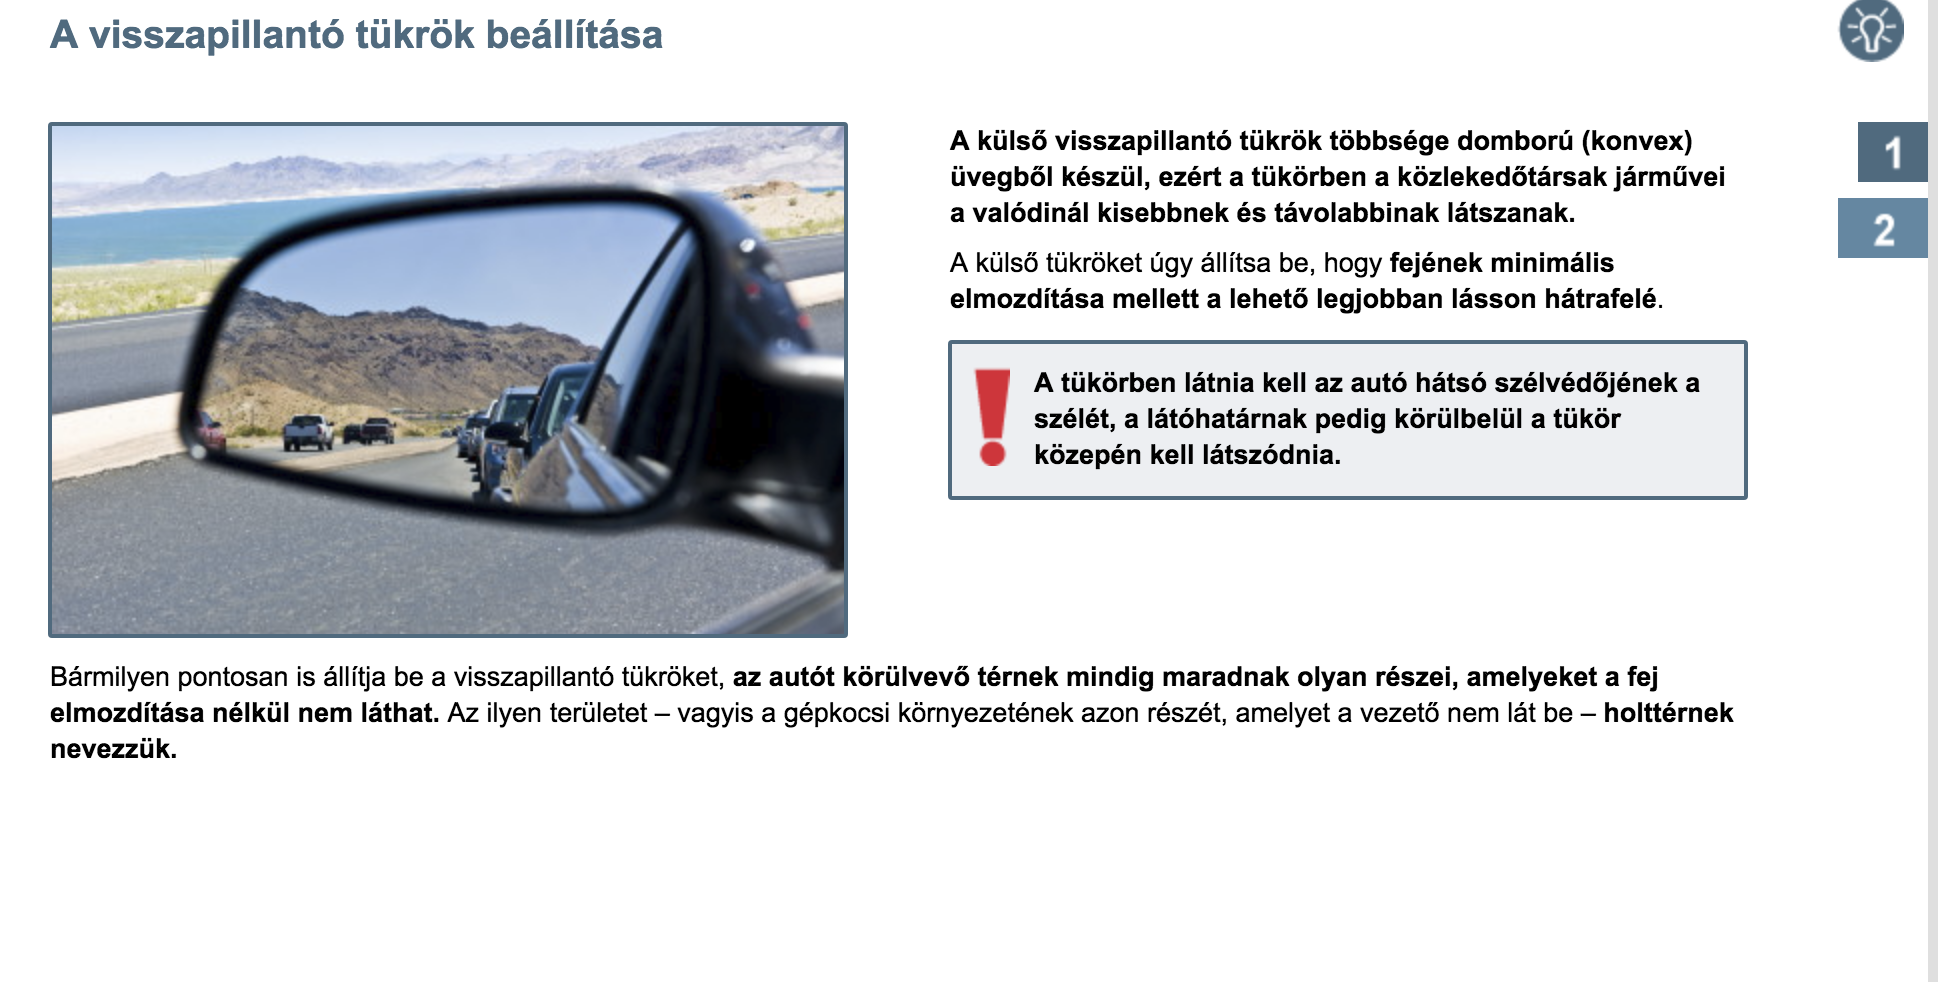 A visszapillantó tükrök beállítása
A külső visszapillantó tükrök többsége domború (konvex)
üvegből készül, ezért a tükörben a közlekedőtársak járművei
a valódinál kisebbnek és távolabbinak látszanak.
A külső tükröket úgy állítsa be, hogy fejének minimális
elmozdítása mellett a lehető legjobban lásson hátrafelé.
A tükörben látnia kell az autó hátsó szélvédőjének a
szélét, a látóhatárnak pedig körülbelül a tükör
közepén kell látszódnia.
Bármilyen pontosan is állítja be a visszapillantó tükröket, az autót körülvevő térnek mindig maradnak olyan részei, amelyeket a fej
elmozdítása nélkül nem láthat. Az ilyen területet – vagyis a gépkocsi környezetének azon részét, amelyet a vezető nem lát be – holttérnek
nevezzük.
1
2